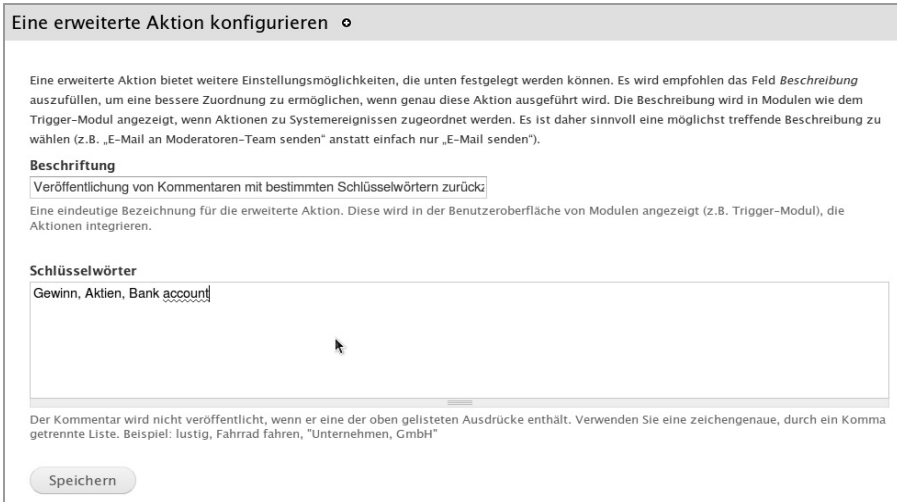 Eine erweiterte Aktion konfigurieren
Eine erweiterte Aktion bietet weitere Einstellungsmöglichkeiten, die unten festgelegt werden können. Es wird empfohlen das Feld Beschreibung
auszufüllen, um eine bessere Zuordnung zu ermöglichen, wenn genau diese Aktion ausgeführt wird. Die Beschreibung wird in Modulen wie dem
Trigger-Modul angezeigt, wenn Aktionen zu Systemereignissen zugeordnet werden. Es ist daher sinnvoll eine möglichst treffende Beschreibung zu
wählen (z.B. „E-Mail an Moderatoren-Team senden“ anstatt einfach nur „E-Mail senden“).
Beschriftung
Veröffentlichung von Kommentaren mit bestimmten Schlüsselwörtern zurückz
Eine eindeutige Bezeichnung für die erweiterte Aktion. Diese wird in der Benutzeroberfläche von Modulen angezeigt (z.B. Trigger-Modul), die
Aktionen integrieren.
Schlüsselwörter
Gewinn, Aktien, Bank account
Der Kommentar wird nicht veröffentlicht, wenn er eine der oben gelisteten Ausdrücke enthält. Verwenden Sie eine zeichengenaue, durch ein Komma
getrennte Liste. Beispiel: lustig, Fahrrad fahren, "Unternehmen, GmbH"
Speichern